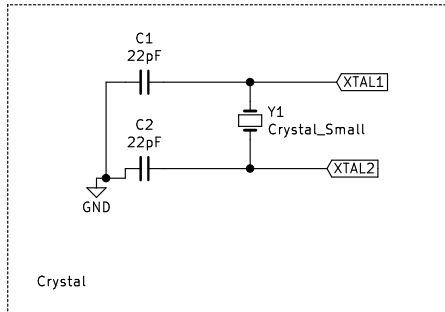 C1
22pF
XTAL1
Y1
Crystal_Small
C2
22pF
XTAL2
GND
Crystal